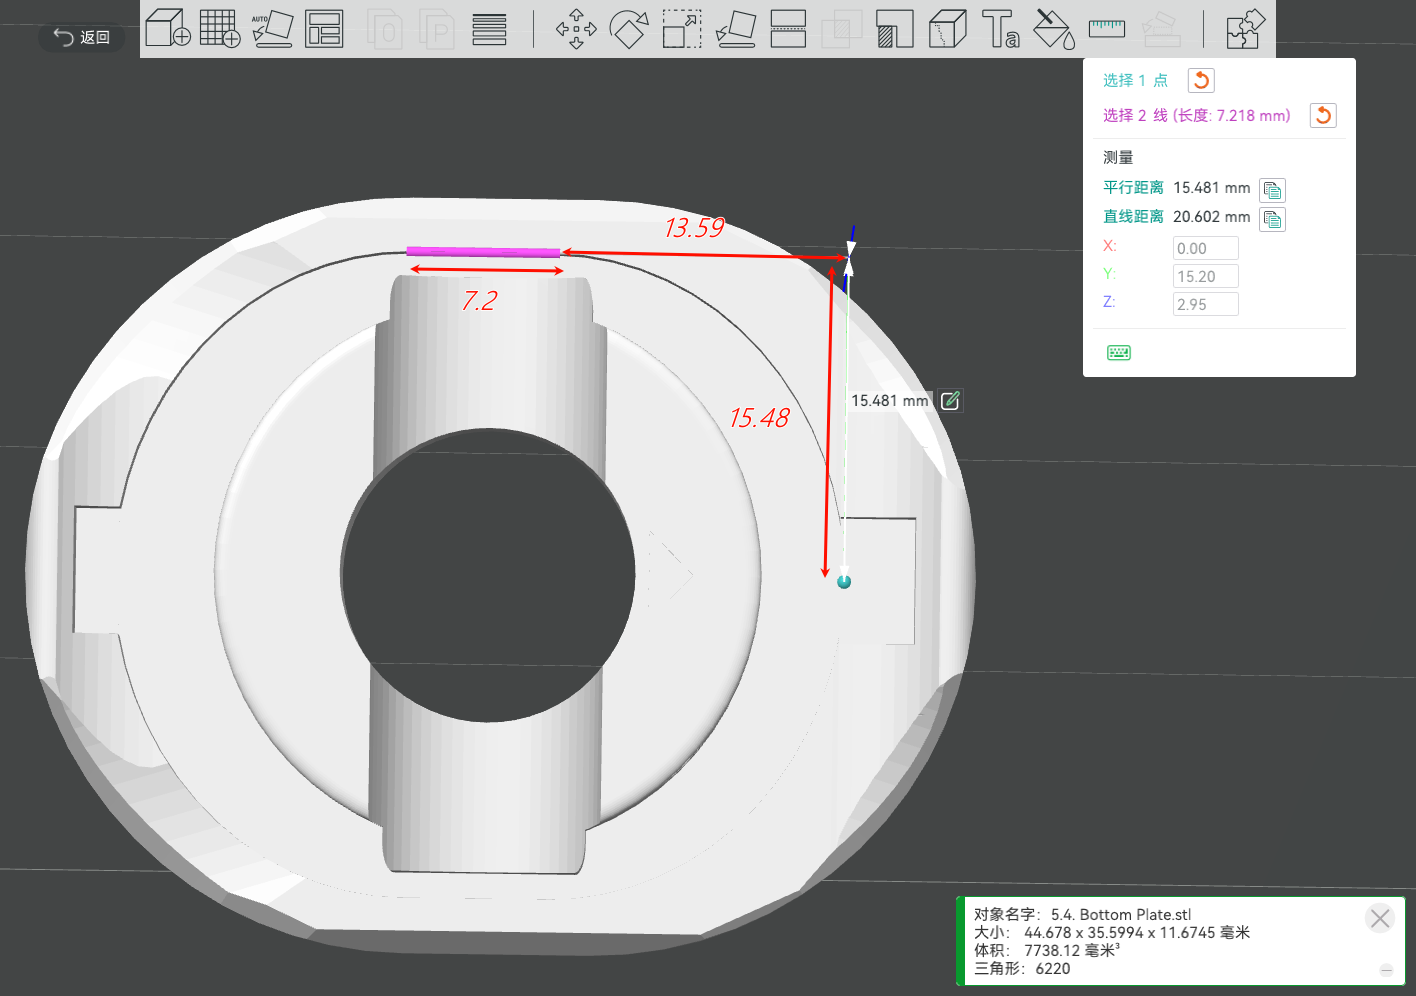 返回
AUTO
Ta
选择 1 点
选择 2 线 (长度: 7.218 mm)
测量
平行距离 15.481 mm
直线距离 20.602 mm
X: 0.00
Y: 15.20
Z: 2.95
13.59
7.2
15.481 mm
15.48
对象名字: 5.4. Bottom Plate.stl
大小: 44.678 x 35.5994 x 11.6745 毫米
体积: 7738.12 毫米³
三角形: 6220